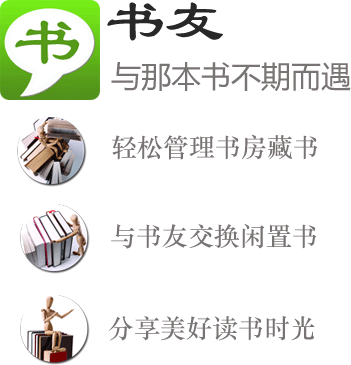 书
书友
与那本书不期而遇
轻松管理书房藏书
与书友交换闲置书
分享美好读书时光